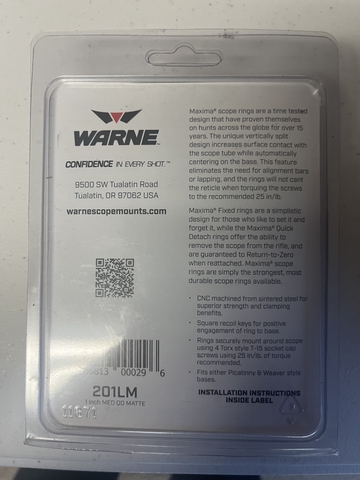 WARNE
CONFIDENCE IN EVERY SHOT.™
9500 SW Tualatin Road
Tualatin, OR 97062 USA
warnescopemounts.com
Maxima® scope rings are a time tested
design that have proven themselves
on hunts across the globe for over 15
years. The unique vertically split
design increases surface contact with
the scope tube while automatically
centering on the base. This feature
eliminates the need for alignment bars
or lapping, and the rings will not cant
the reticle when torquing the screws
to the recommended 25 in/lb.
Maxima® Fixed rings are a simplistic
design for those who like to set it and
forget it, while the Maxima® Quick
Detach rings offer the ability to
remove the scope from the rifle, and
are guaranteed to Return-to-Zero
when reattached. Maxima® scope
rings are simply the strongest, most
durable scope rings available.
• CNC machined from sintered steel for
superior strength and clamping
benefits.
• Square recoil keys for positive
engagement of ring to base.
• Rings securely mount around scope
using 4 Torx style T-15 socket cap
screws using 25 in/lb. of torque
recommended.
• Fits either Picatinny & Weaver style
bases.
INSTALLATION INSTRUCTIONS
INSIDE LABEL
813 00029 6
201LM
1 Inch MED QD MATTE